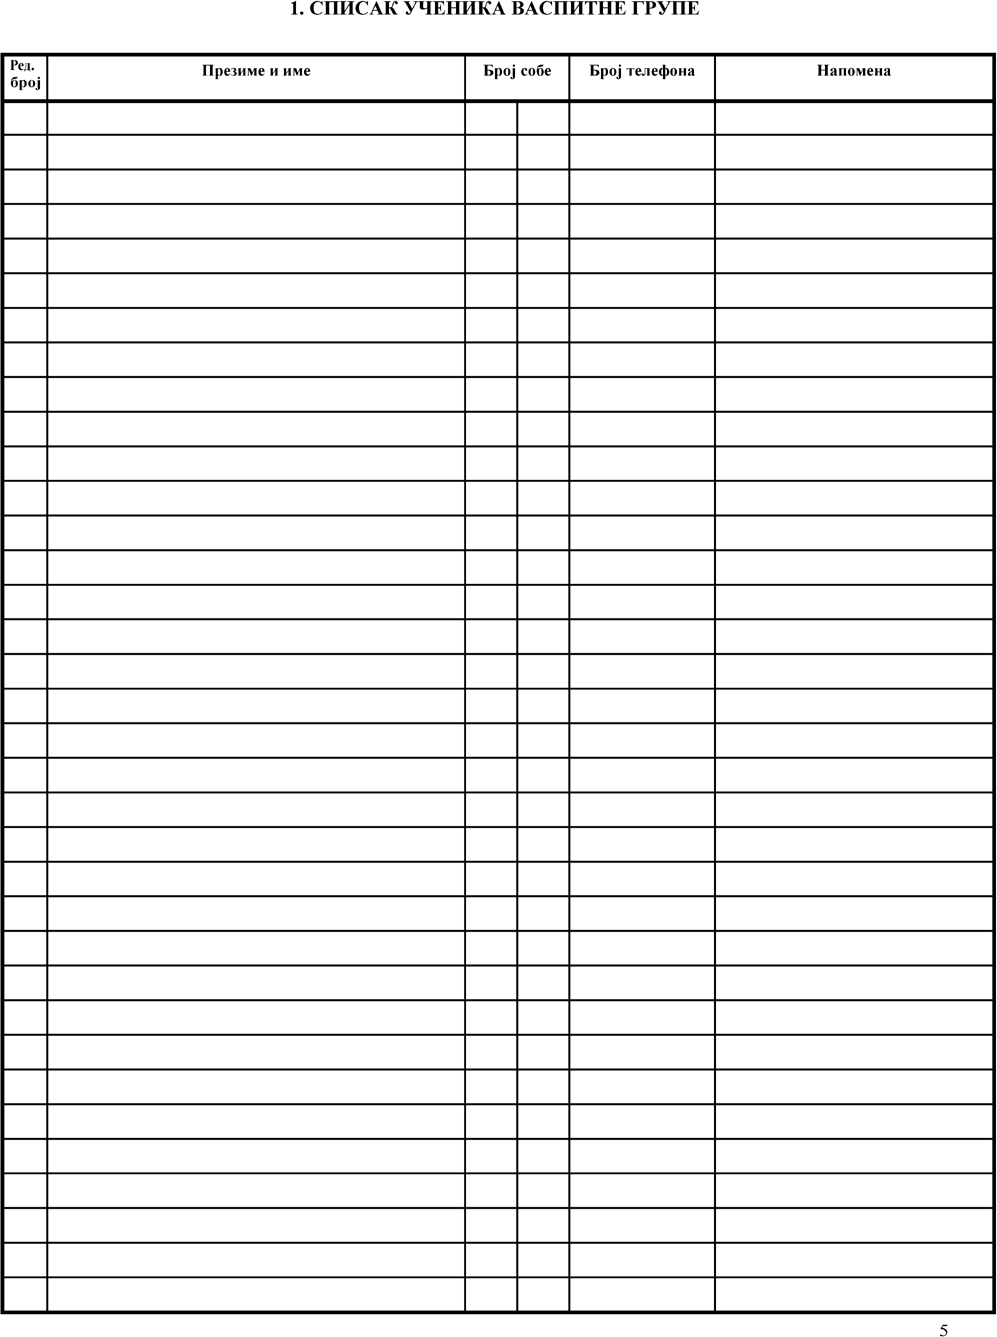 1. СПИСАК УЧЕНИКА ВАСПИТНЕ ГРУПЕ
Ред. број
Презиме и име
Број собе
Број телефона
Напомена
5